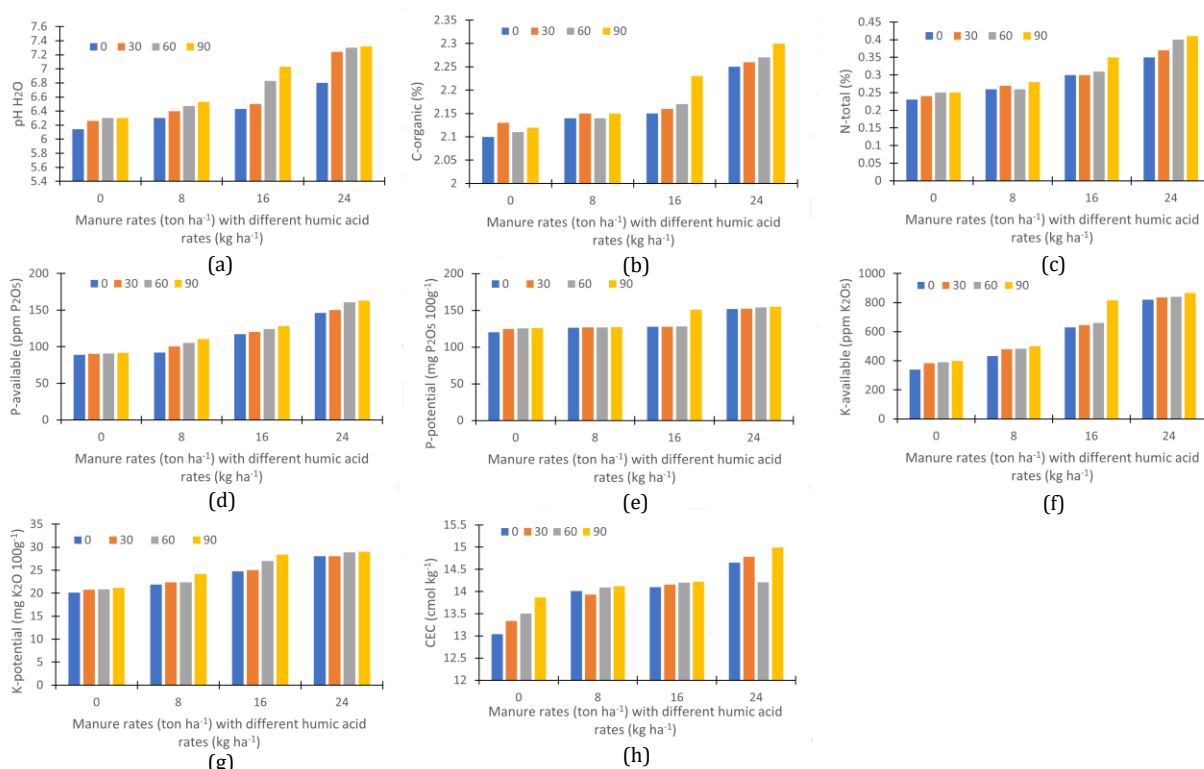 7.6
7.4
7.2
7
6.8
6.6
6.4
6.2
6
5.8
5.6
5.4
pH H2O
0 30 60 90
0 8 16 24
Manure rates (ton ha-1) with different humic acid
rates (kg ha-1)
(a)
2.35
2.3
2.25
2.2
2.15
2.1
2.05
2
C-organic (%)
0 30 60 90
0 8 16 24
Manure rates (ton ha-1) with different humic acid
rates (kg ha-1)
(b)
0.45
0.4
0.35
0.3
0.25
0.2
0.15
0.1
0.05
0
N-total (%)
0 30 60 90
0 8 16 24
Manure rates (ton ha-1) with different humic acid
rates (kg ha-1)
(c)
200
150
100
50
0
P-available (ppm P2O5)
0 30 60 90
0 8 16 24
Manure rates (ton ha-1) with different humic acid
rates (kg ha-1)
(d)
200
150
100
50
0
P-potential (mg P2O5 100g-1)
0 30 60 90
0 8 16 24
Manure rates (ton ha-1) with different humic acid
rates (kg ha-1)
(e)
1000
800
600
400
200
0
K-available (ppm K2O5)
0 30 60 90
0 8 16 24
Manure rates (ton ha-1) with different humic acid
rates (kg ha-1)
(f)
35
30
25
20
15
10
5
0
K-potential (mg K2O 100g-1)
0 30 60 90
0 8 16 24
Manure rates (ton ha-1) with different humic acid
rates (kg ha-1)
(g)
15.5
15
14.5
14
13.5
13
12.5
12
CEC (cmol kg-1)
0 30 60 90
0 8 16 24
Manure rates (ton ha-1) with different humic acid
rates (kg ha-1)
(h)